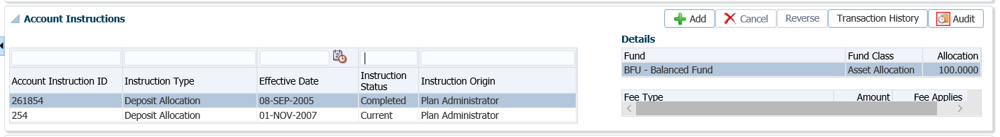 Account Instructions
Add Cancel Reverse Transaction History Audit
Account Instruction ID Instruction Type Effective Date Instruction Status Instruction Origin
261854 Deposit Allocation 08-SEP-2005 Completed Plan Administrator
254 Deposit Allocation 01-NOV-2007 Current Plan Administrator
Details
Fund Fund Class Allocation
BFU - Balanced Fund Asset Allocation 100.0000
Fee Type Amount Fee Applies